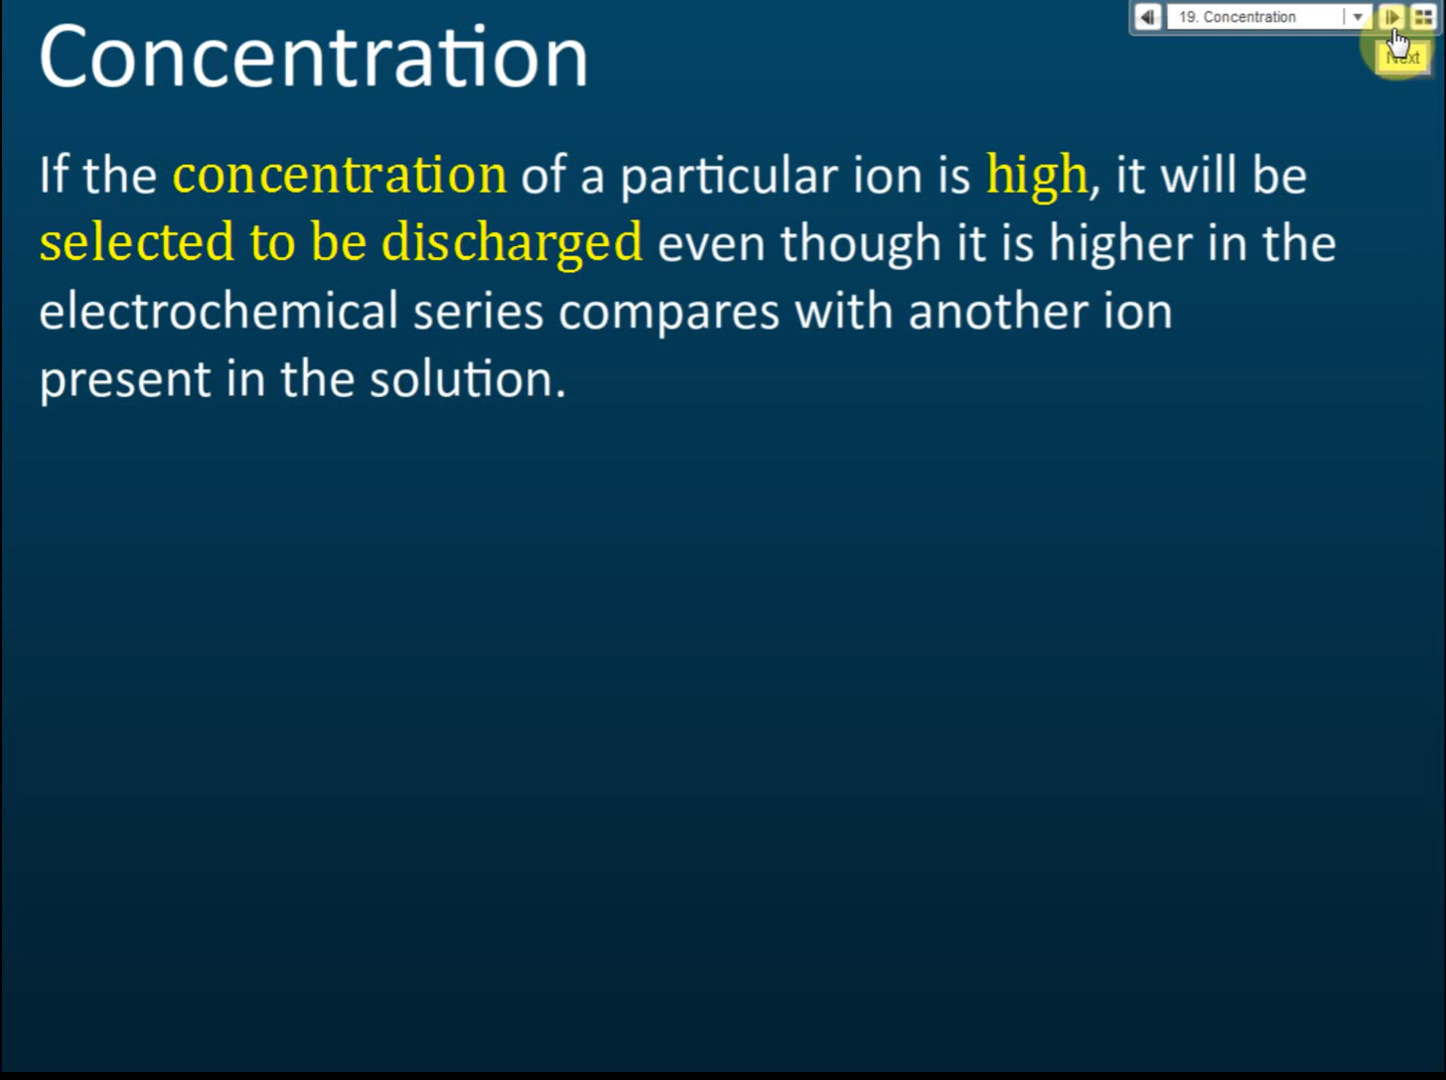 19. Concentration
Concentration
Next
If the concentration of a particular ion is high, it will be
selected to be discharged even though it is higher in the
electrochemical series compares with another ion
present in the solution.